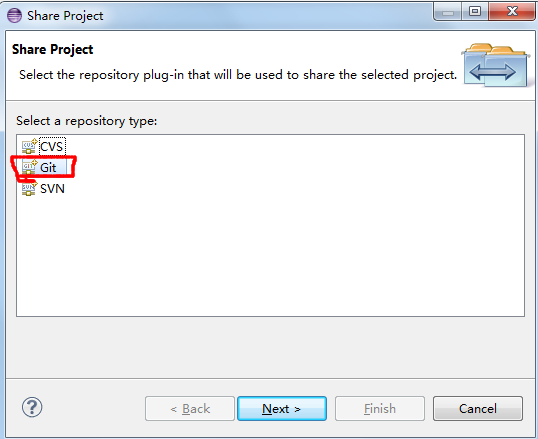 Share Project
Share Project
Select the repository plug-in that will be used to share the selected project.
Select a repository type:
CVS
Git
SVN
?
< Back
Next >
Finish
Cancel